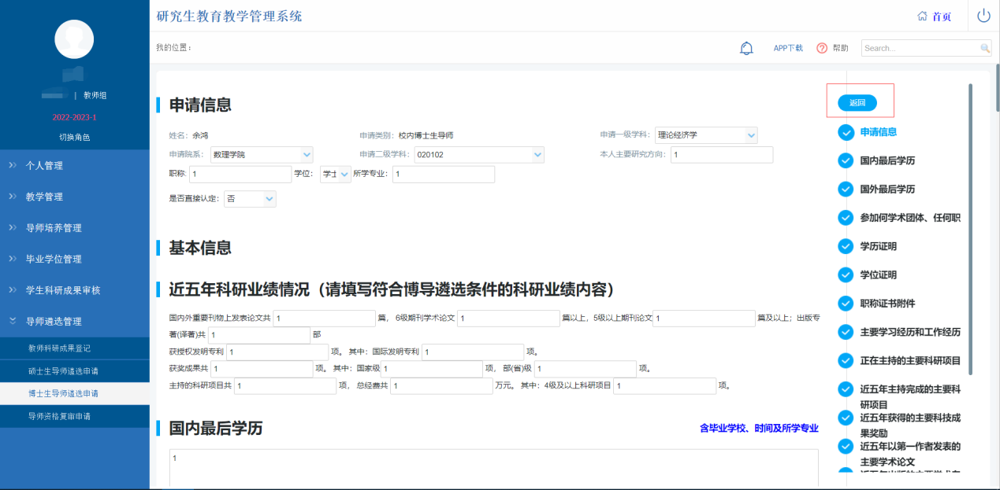 研究生教育教学管理系统
首页
我的位置：
APP下载
帮助
Search...
| 教师组
2022-2023-1
切换角色
个人管理
教学管理
导师培养管理
毕业学位管理
学生科研成果审核
导师遴选管理
教师科研成果登记
硕士生导师遴选申请
博士生导师遴选申请
导师资格复审申请
申请信息
姓名： 余鸿 申请类别： 校内博士生导师 申请一级学科： 理论经济学
申请院系： 数理学院 申请二级学科： 020102 本人主要研究方向： 1
职称: 1 学位： 学士 所学专业： 1
是否直接认定： 否
基本信息
近五年科研业绩情况（请填写符合博导遴选条件的科研业绩内容）
国内外重要刊物上发表论文共 1 篇， 6级期刊学术论文 1 篇以上，5级以上期刊论文 1 篇及以上；出版专
著(译著)共 1 部
获授权发明专利 1 项。 其中：国际发明专利 1 项。
获奖成果共 1 项。 其中：国家级 1 项， 部(省)级 1 项。
主持的科研项目共 1 项， 总经费共 1 万元。 其中：4级及以上科研项目 1 项。
国内最后学历
含毕业学校、时间及所学专业
1
返回
申请信息
国内最后学历
国外最后学历
参加何学术团体、任何职
学历证明
学位证明
职称证书附件
主要学习经历和工作经历
正在主持的主要科研项目
近五年主持完成的主要科
研项目
近五年获得的主要科技成
果奖励
近五年以第一作者发表的
主要学术论文